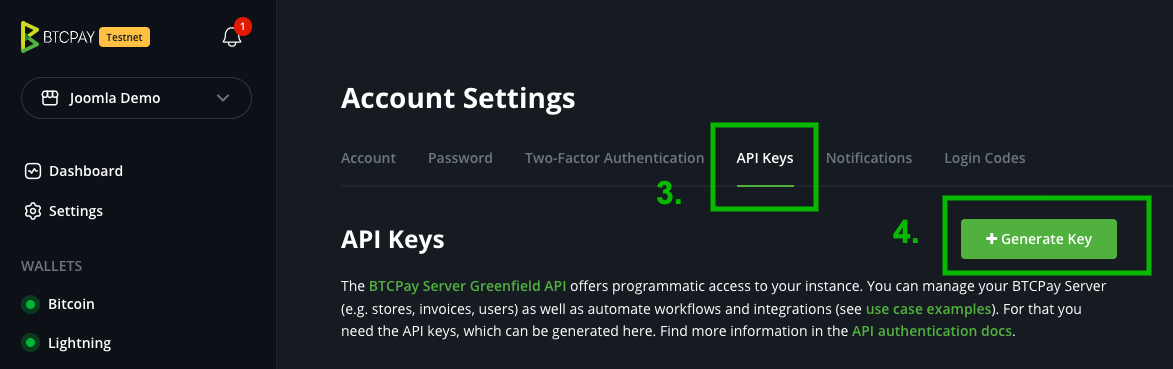 BTCPAY Testnet
1
Joomla Demo
Dashboard
Settings
WALLETS
Bitcoin
Lightning
Account Settings
Account Password Two-Factor Authentication API Keys Notifications Login Codes
3.
API Keys
4.
+ Generate Key
The BTCPay Server Greenfield API offers programmatic access to your instance. You can manage your BTCPay Server
(e.g. stores, invoices, users) as well as automate workflows and integrations (see use case examples). For that you
need the API keys, which can be generated here. Find more information in the API authentication docs.